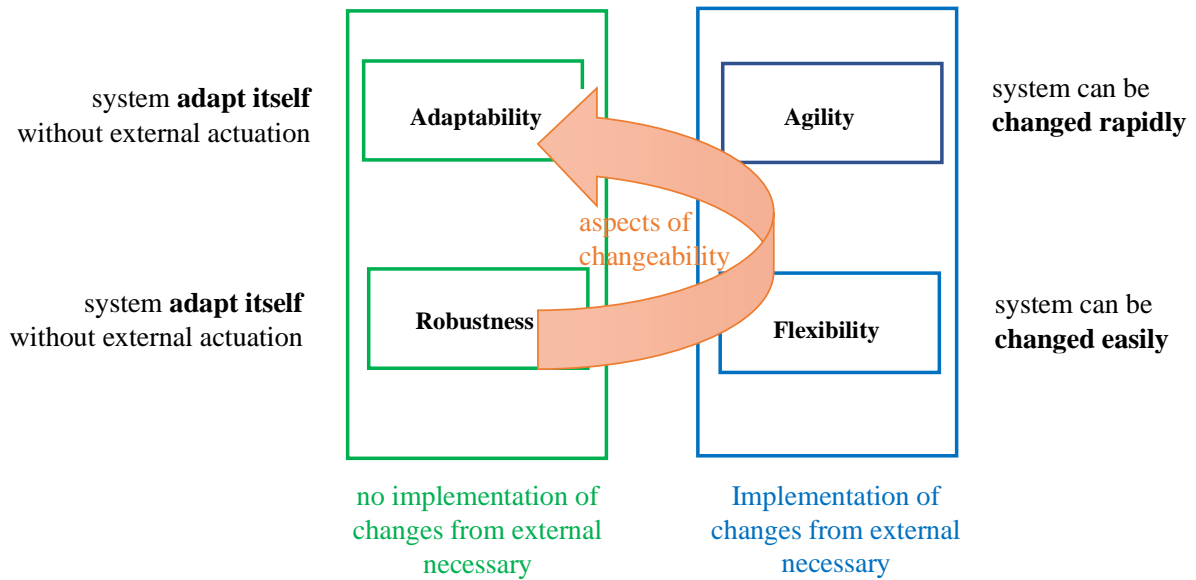 system adapt itself
without external actuation
Adaptability
Agility
system can be
changed rapidly
aspects of
changeability
system adapt itself
without external actuation
Robustness
Flexibility
system can be
changed easily
no implementation of
changes from external
necessary
Implementation of
changes from external
necessary